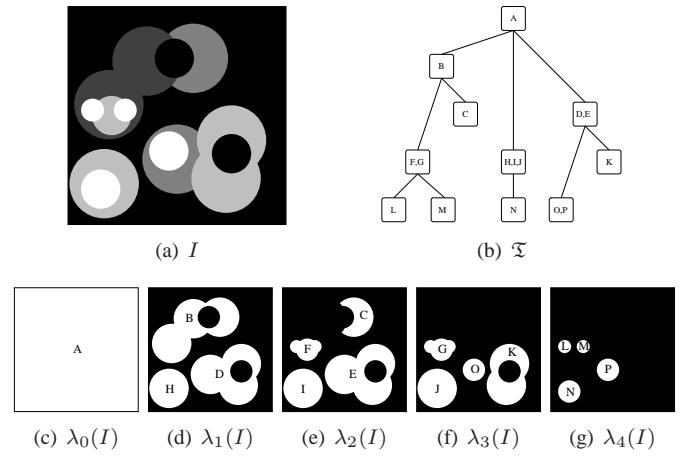 A
B
C
D,E
F,G
H,I,J
K
L
M
N
O,P
(a) I
(b) 𝔗
A
B
D
H
C
F
E
I
G
K
O
J
L
M
P
N
(c) λ₀(I)
(d) λ₁(I)
(e) λ₂(I)
(f) λ₃(I)
(g) λ₄(I)